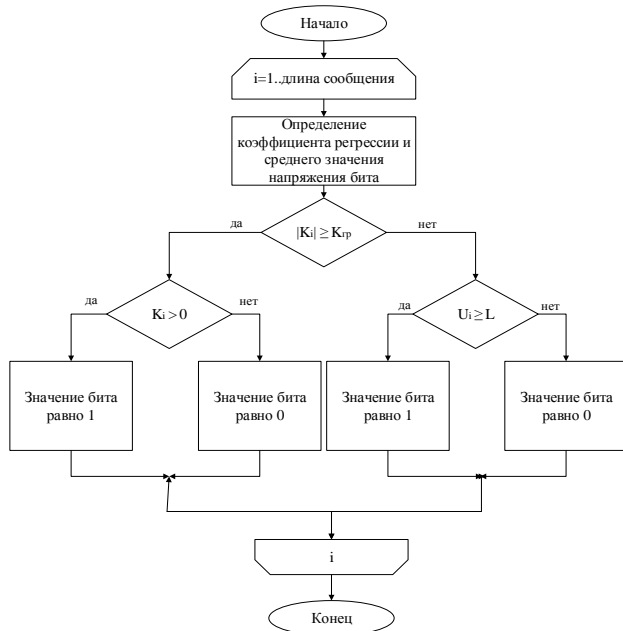 Начало
i=1..длина сообщения
Определение
коэффициента регрессии и
среднего значения
напряжения бита
|Ki| ≥ Kгр
да
нет
Ki > 0
да
нет
Ui ≥ L
да
нет
Значение бита
равно 1
Значение бита
равно 0
Значение бита
равно 1
Значение бита
равно 0
i
Конец